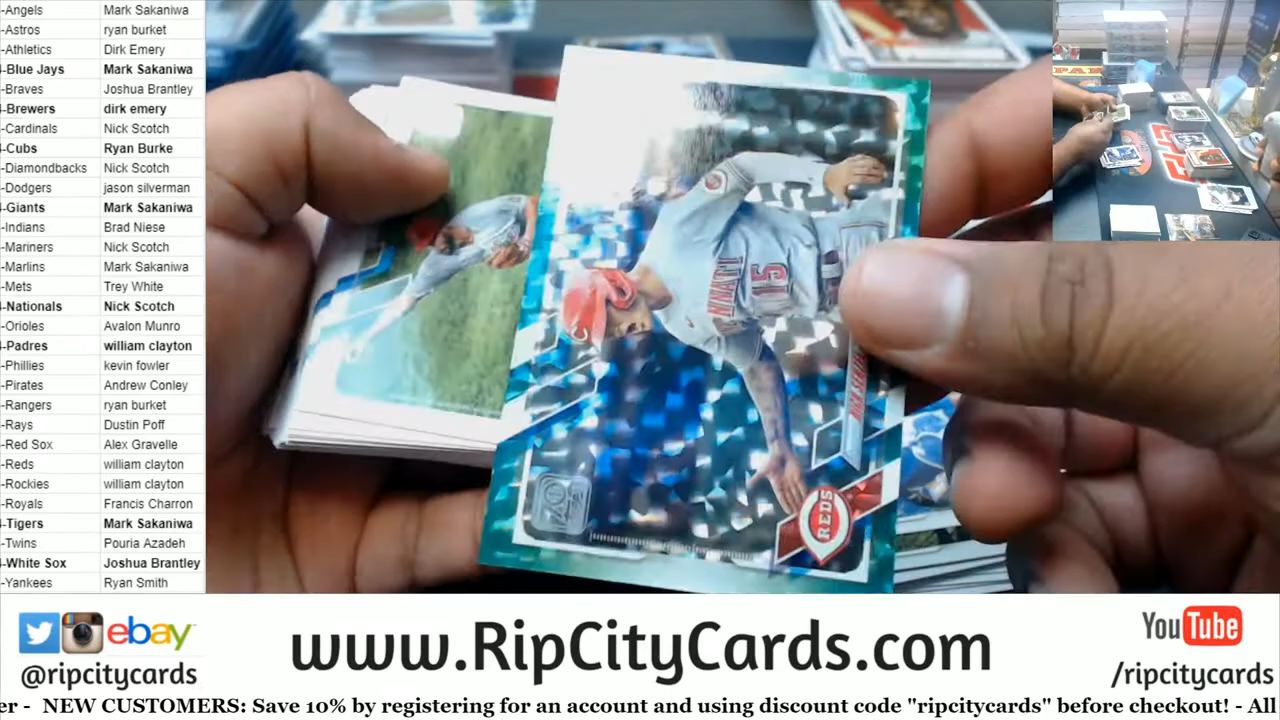 -Angels Mark Sakaniwa
-Astros ryan burket
-Athletics Dirk Emery
-Blue Jays Mark Sakaniwa
-Braves Joshua Brantley
-Brewers dirk emery
-Cardinals Nick Scotch
-Cubs Ryan Burke
-Diamondbacks Nick Scotch
-Dodgers jason silverman
-Giants Mark Sakaniwa
-Indians Brad Niese
-Mariners Nick Scotch
-Marlins Mark Sakaniwa
-Mets Trey White
-Nationals Nick Scotch
-Orioles Avalon Munro
-Padres william clayton
-Phillies kevin fowler
-Pirates Andrew Conley
-Rangers ryan burket
-Rays Dustin Poff
-Red Sox Alex Gravelle
-Reds william clayton
-Rockies william clayton
-Royals Francis Charron
-Tigers Mark Sakaniwa
-Twins Pouria Azadeh
-White Sox Joshua Brantley
-Yankees Ryan Smith
15
REDS
ebay
@ripcitycards
www.RipCityCards.com
YouTube
/ripcitycards
er - NEW CUSTOMERS: Save 10% by registering for an account and using discount code "ripcitycards" before checkout! - All